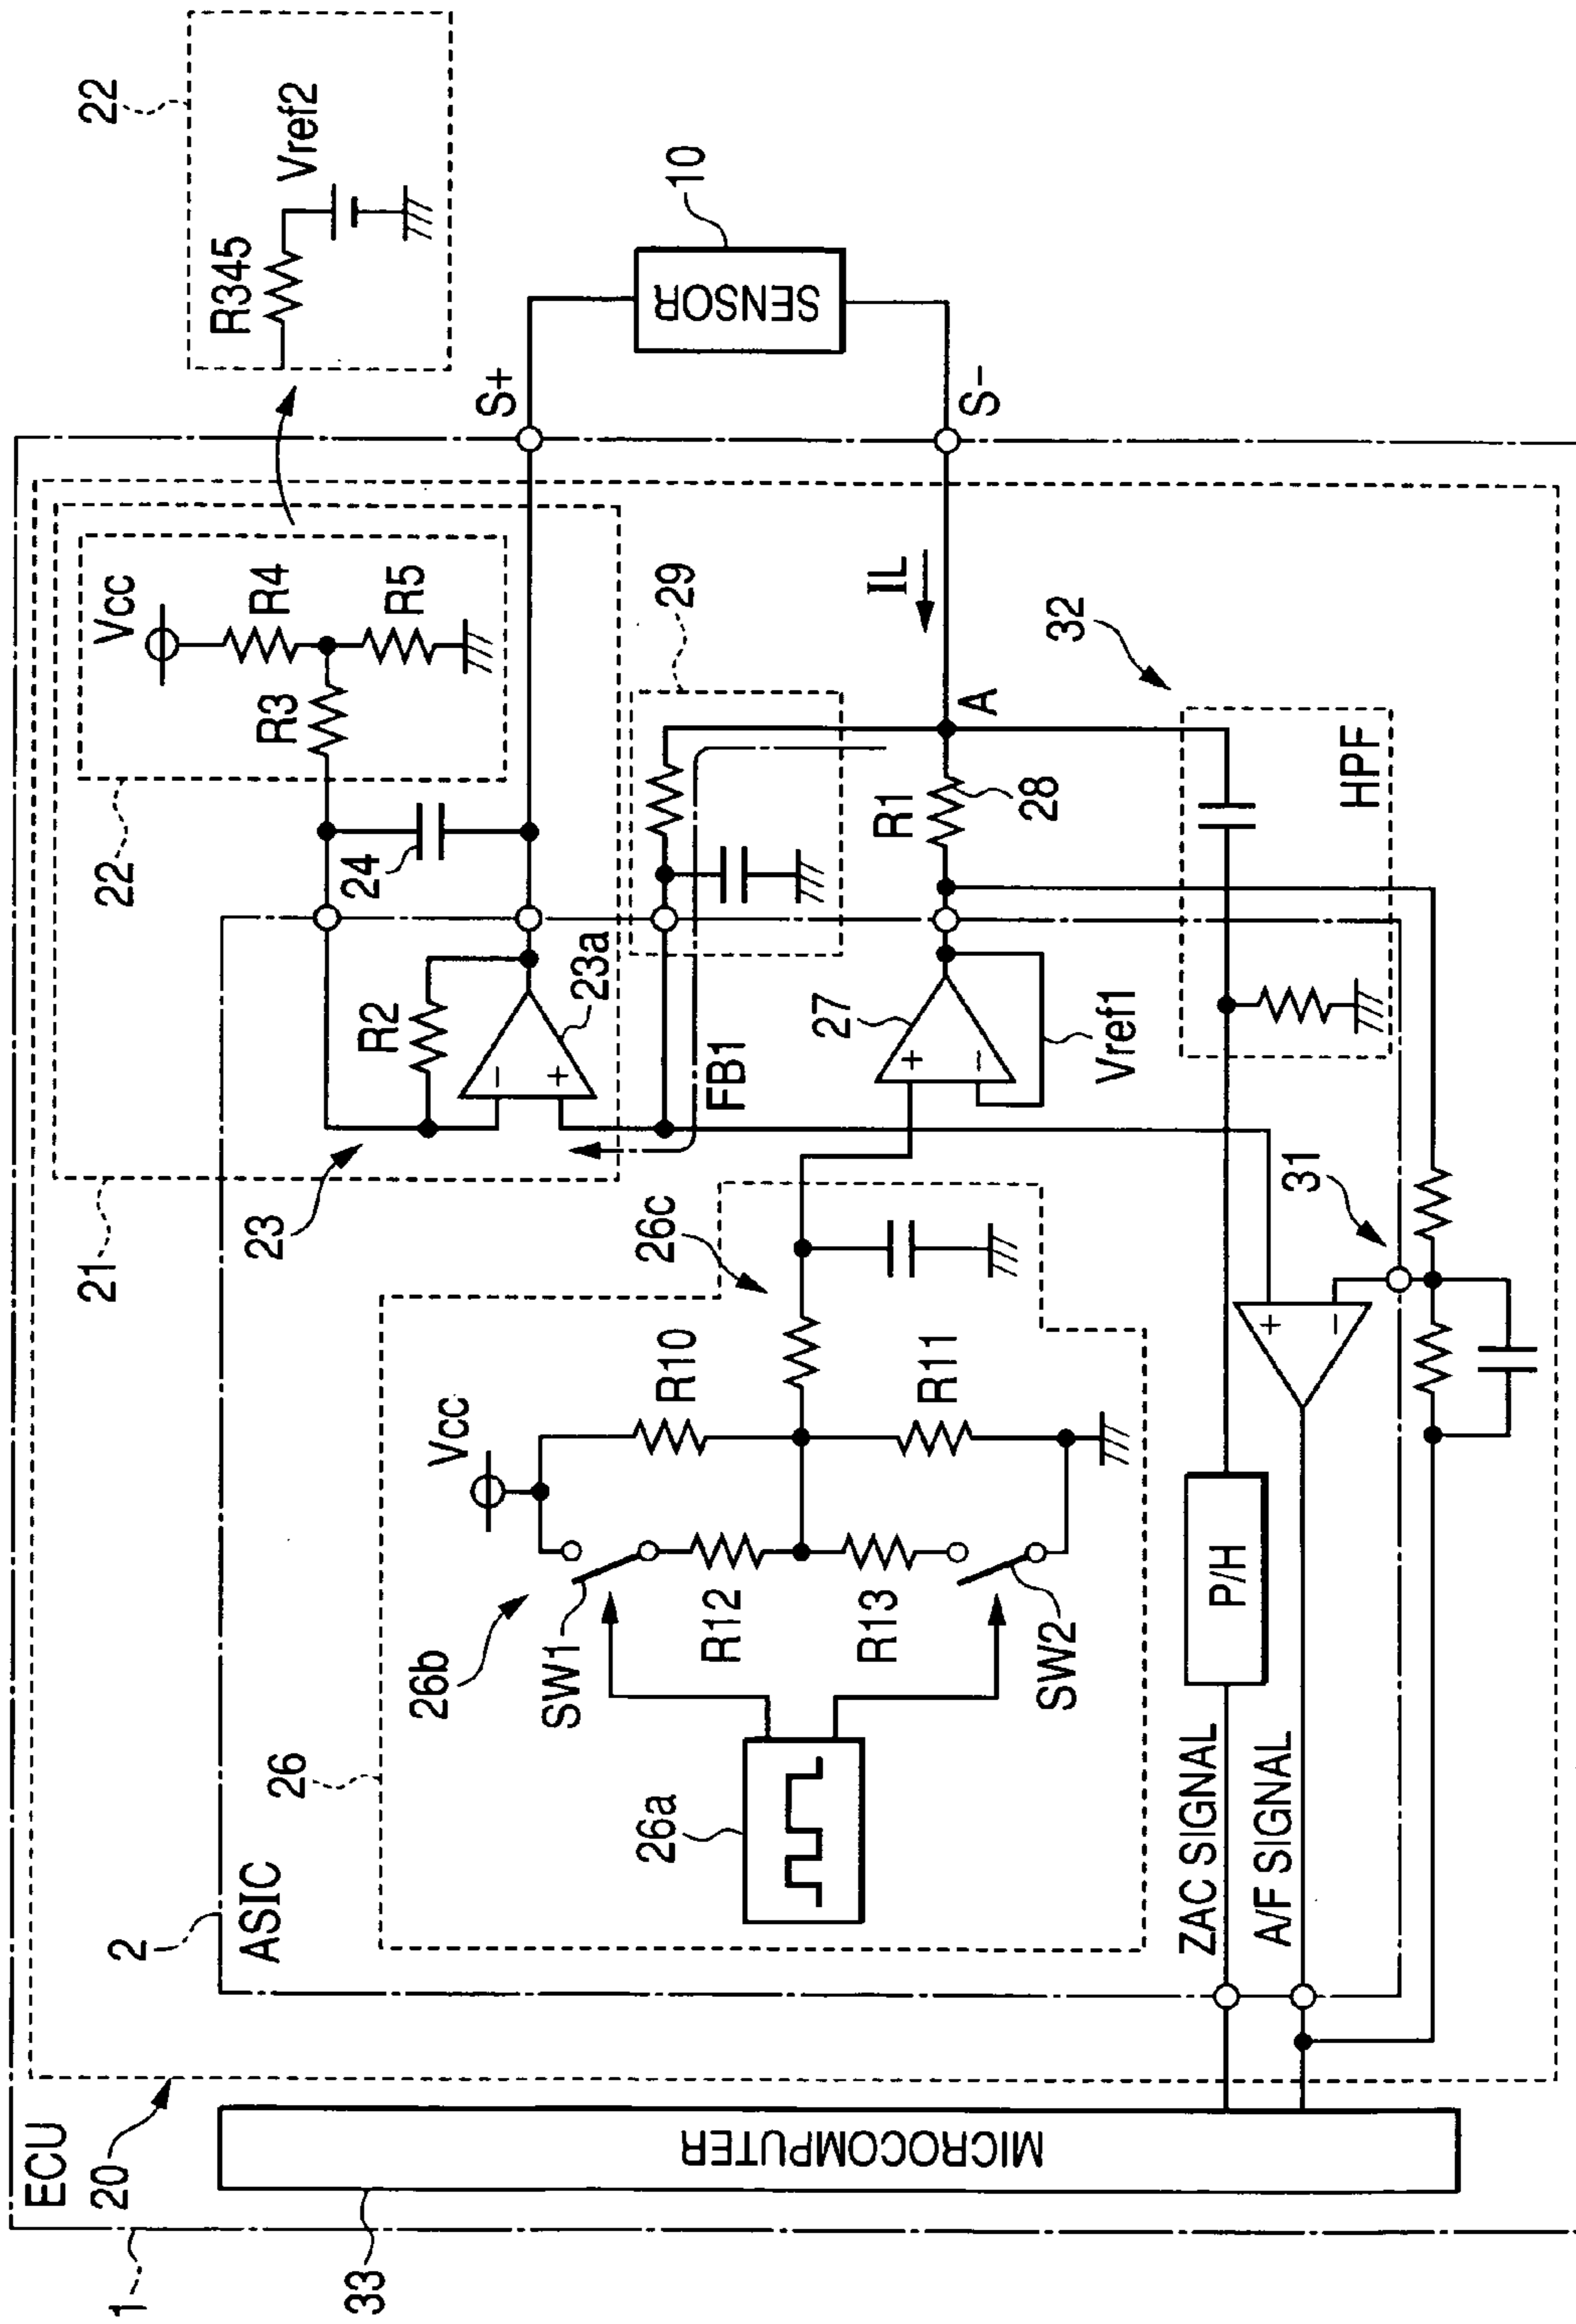 1
ECU
20
33
MICROCOMPUTER
2
ASIC
21
22
Vcc
R4
R5
R3
22
R345
Vref2
24
23
R2
23a
−
+
S+
SENSOR
10
S−
29
FB1
IL
A
R1
28
27
+
−
Vref1
32
HPF
26
26a
26b
SW1
SW2
R12
R13
Vcc
R10
R11
26c
ZAC SIGNAL
P/H
A/F SIGNAL
31
+
−